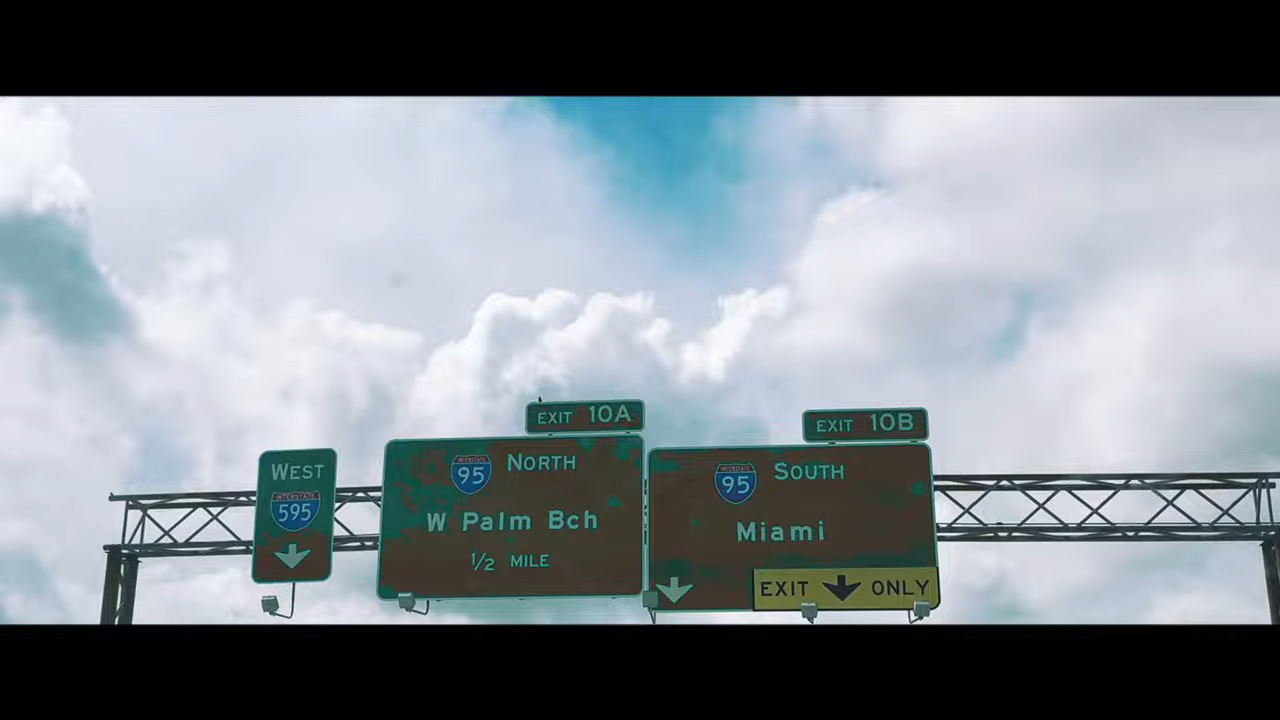 WEST
INTERSTATE
595
EXIT 10A
INTERSTATE
95 NORTH
W Palm Bch
1/2 MILE
EXIT 10B
INTERSTATE
95 SOUTH
Miami
EXIT ONLY